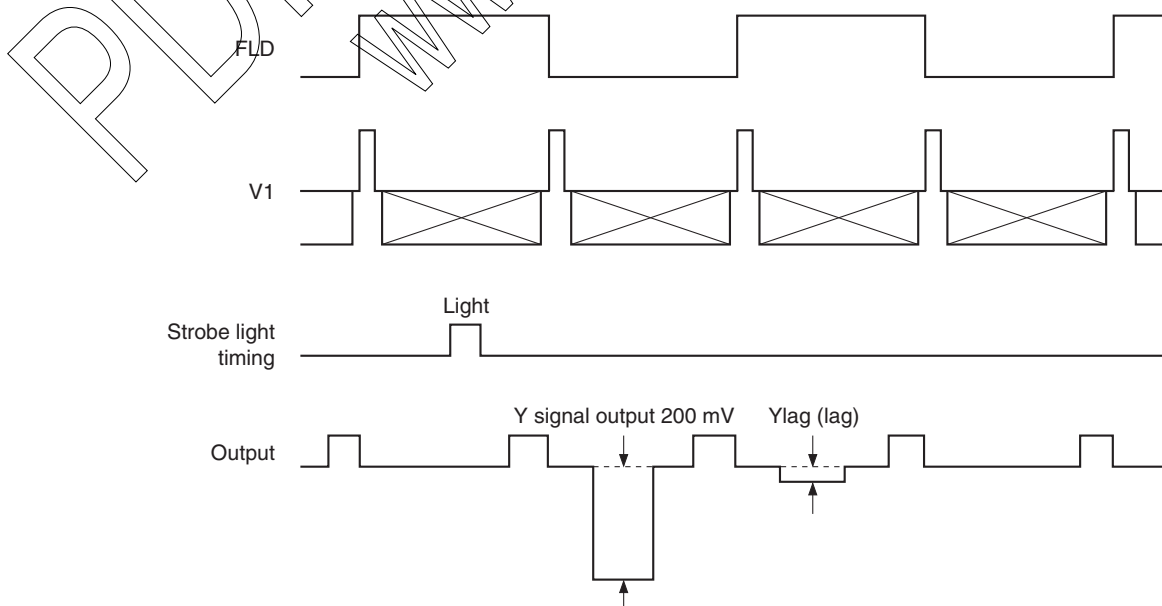 FLD
V1
Light
Strobe light
timing
Y signal output 200 mV
Ylag (lag)
Output